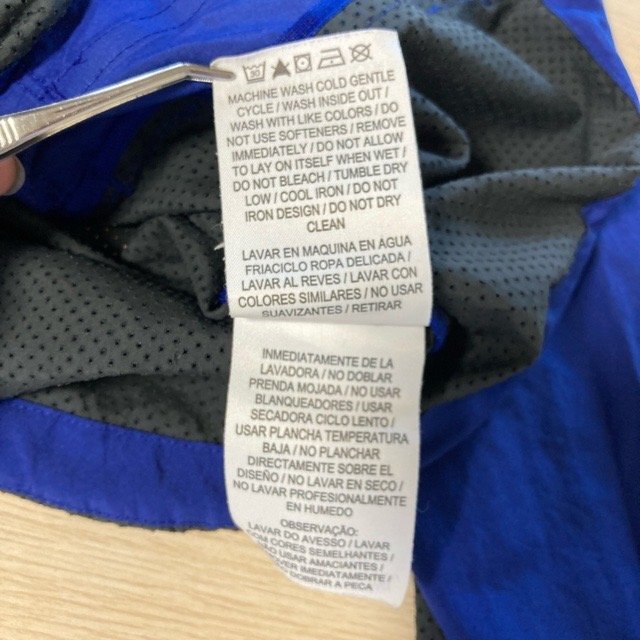 MACHINE WASH COLD GENTLE
CYCLE / WASH INSIDE OUT /
WASH WITH LIKE COLORS / DO
NOT USE SOFTENERS / REMOVE
IMMEDIATELY / DO NOT ALLOW
TO LAY ON ITSELF WHEN WET /
DO NOT BLEACH / TUMBLE DRY
LOW / COOL IRON / DO NOT
IRON DESIGN / DO NOT DRY
CLEAN
LAVAR EN MAQUINA EN AGUA
FRIACICLO ROPA DELICADA /
LAVAR AL REVES / LAVAR CON
COLORES SIMILARES / NO USAR
SUAVIZANTES / RETIRAR
INMEDIATAMENTE DE LA
LAVADORA / NO DOBLAR
PRENDA MOJADA / NO USAR
BLANQUEADORES / USAR
SECADORA CICLO LENTO /
USAR PLANCHA TEMPERATURA
BAJA / NO PLANCHAR
DIRECTAMENTE SOBRE EL
DISEÑO / NO LAVAR EN SECO /
NO LAVAR PROFESIONALMENTE
EN HUMEDO
OBSERVAÇÃO:
LAVAR DO AVESSO / LAVAR
COM CORES SEMELHANTES /
USAR AMACIANTES /
IMEDIATAMENTE /
DOBRAR A PEÇA